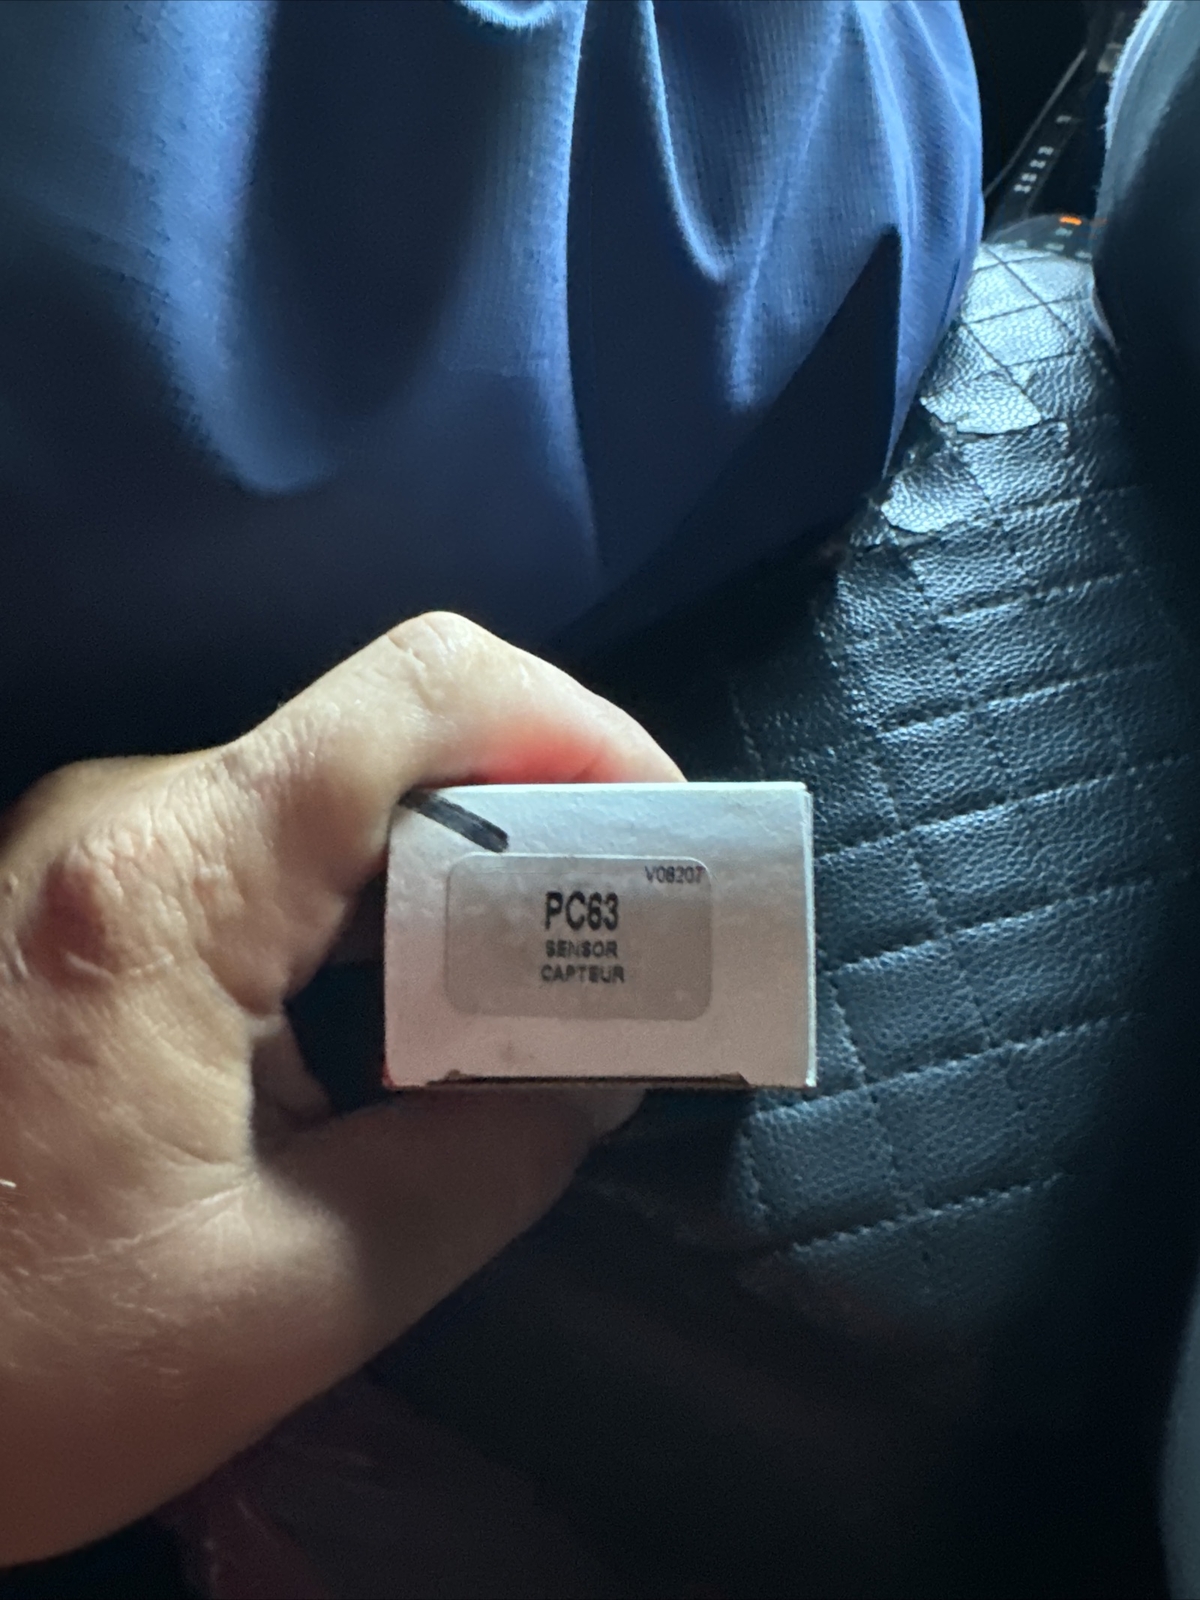 V08207
PC63
SENSOR
CAPTEUR